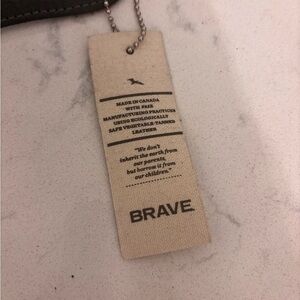 MADE IN CANADA
WITH FAIR
MANUFACTURING PRACTICES
USING ECOLOGICALLY
SAFE VEGETABLE-TANNED
LEATHER
"We don't
inherit the earth from
our parents,
but borrow it from
our children."
BRAVE